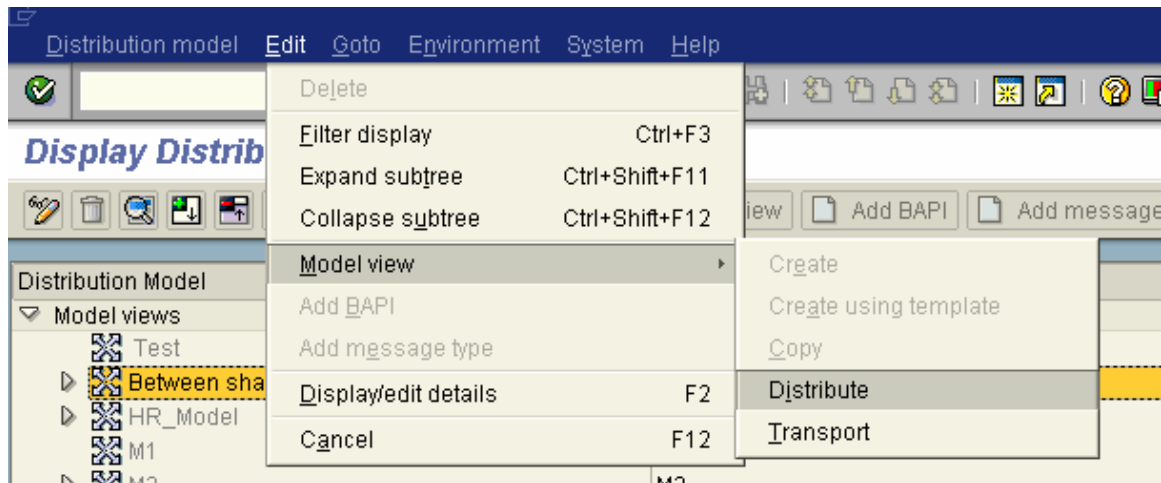 Distribution model Edit Goto Environment System Help
Delete
Filter display Ctrl+F3
Display Distrib
Expand subtree Ctrl+Shift+F11
Collapse subtree Ctrl+Shift+F12
iew Add BAPI Add message
Model view
Create
Distribution Model
Add BAPI
Create using template
Model views
Test
Add message type
Copy
Between sha
Display/edit details F2
Distribute
HR_Model
Cancel F12
Transport
M1
M2
M2